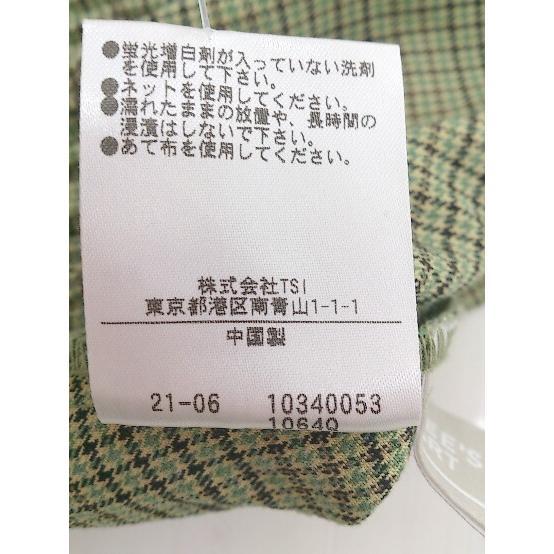 ●蛍光増白剤が入っていない洗剤
を使用して下さい。
●ネットを使用してください。
●濡れたままの放置や、長時間の
浸漬はしないで下さい。
●あて布を使用してください。
株式会社TSI
東京都港区南青山1-1-1
中国製
21-06 10340053
10640